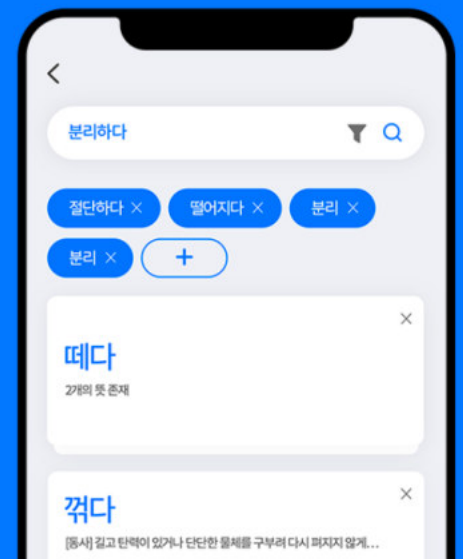 분리하다
절단하다 × 떨어지다 × 분리 ×
분리 × +
떼다
2개의 뜻 존재
꺾다
[동사] 길고 탄력이 있거나 단단한 물체를 구부려 다시 펴지지 않게...